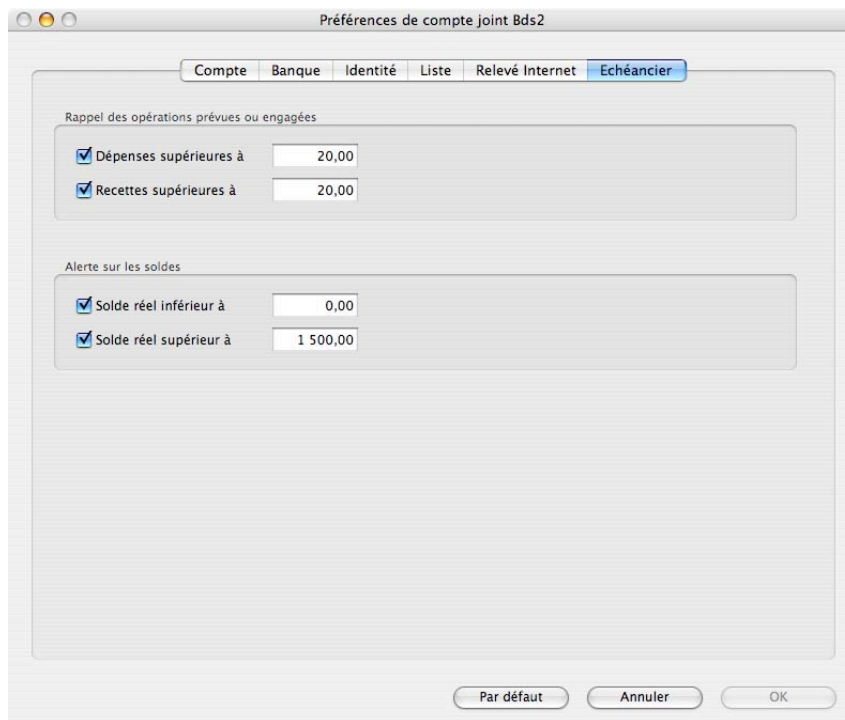 Préférences de compte joint Bds2
Compte Banque Identité Liste Relevé Internet Echéancier
Rappel des opérations prévues ou engagées
Dépenses supérieures à 20,00
Recettes supérieures à 20,00
Alerte sur les soldes
Solde réel inférieur à 0,00
Solde réel supérieur à 1 500,00
Par défaut Annuler OK